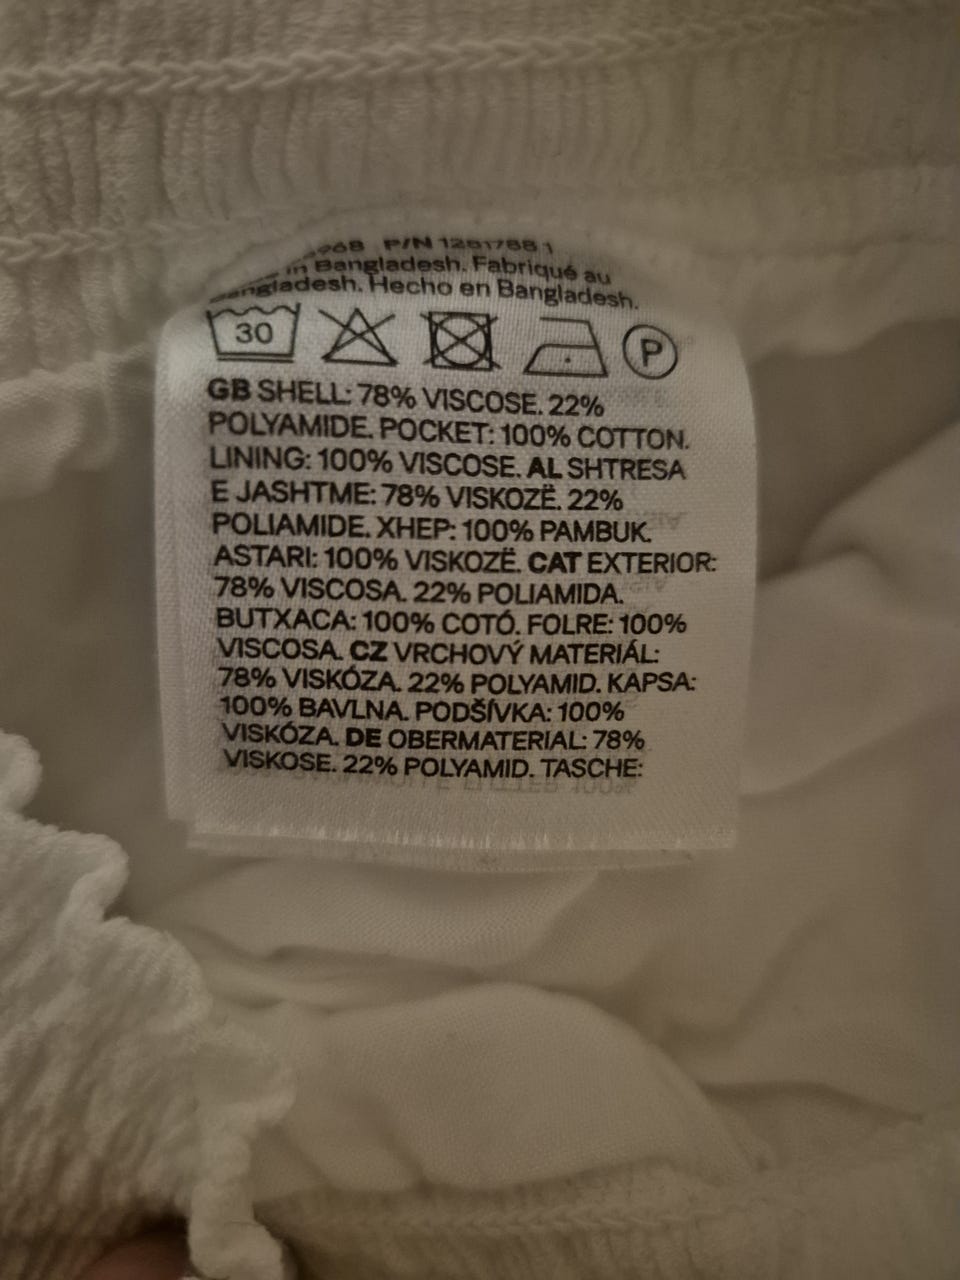 968 P/N 1281788 1
in Bangladesh. Fabriqué au
Bangladesh. Hecho en Bangladesh.
30 P
GB SHELL: 78% VISCOSE. 22%
POLYAMIDE. POCKET: 100% COTTON.
LINING: 100% VISCOSE. AL SHTRESA
E JASHTME: 78% VISKOZË. 22%
POLIAMIDE. XHEP: 100% PAMBUK.
ASTARI: 100% VISKOZË. CAT EXTERIOR:
78% VISCOSA. 22% POLIAMIDA.
BUTXACA: 100% COTÓ. FOLRE: 100%
VISCOSA. CZ VRCHOVÝ MATERIÁL:
78% VISKÓZA. 22% POLYAMID. KAPSA:
100% BAVLNA. PODŠÍVKA: 100%
VISKÓZA. DE OBERMATERIAL: 78%
VISKOSE. 22% POLYAMID. TASCHE: